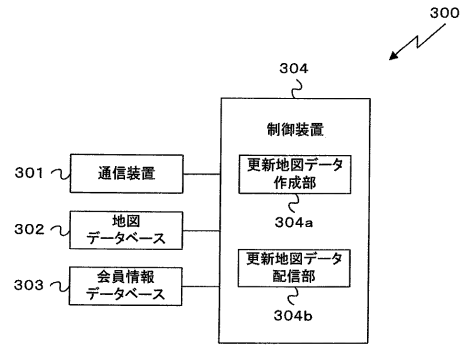 300
304
制御装置
301
通信装置
更新地図データ
作成部
304a
302
地図
データベース
303
会員情報
データベース
更新地図データ
配信部
304b